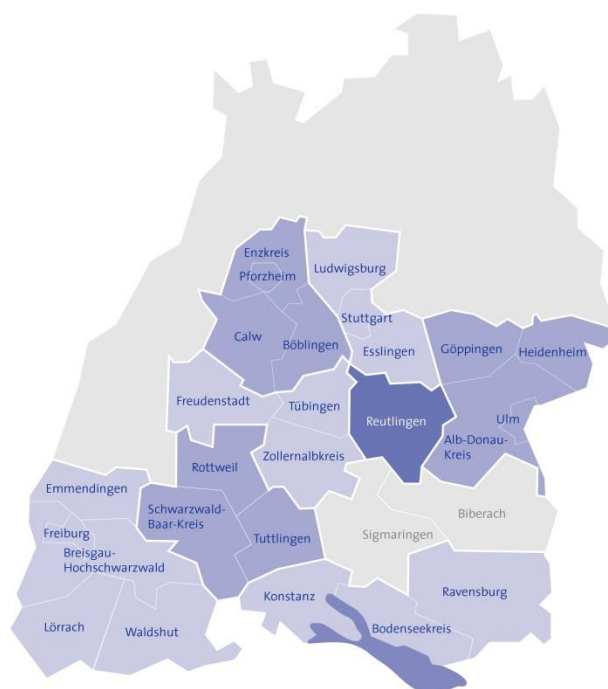 Enzkreis
Pforzheim
Ludwigsburg
Stuttgart
Calw
Böblingen
Esslingen
Göppingen
Heidenheim
Freudenstadt
Tübingen
Reutlingen
Ulm
Alb-Donau-
Kreis
Zollernalbkreis
Rottweil
Emmendingen
Schwarzwald-
Baar-Kreis
Biberach
Freiburg
Tuttlingen
Sigmaringen
Breisgau-
Hochschwarzwald
Konstanz
Ravensburg
Lörrach
Waldshut
Bodenseekreis